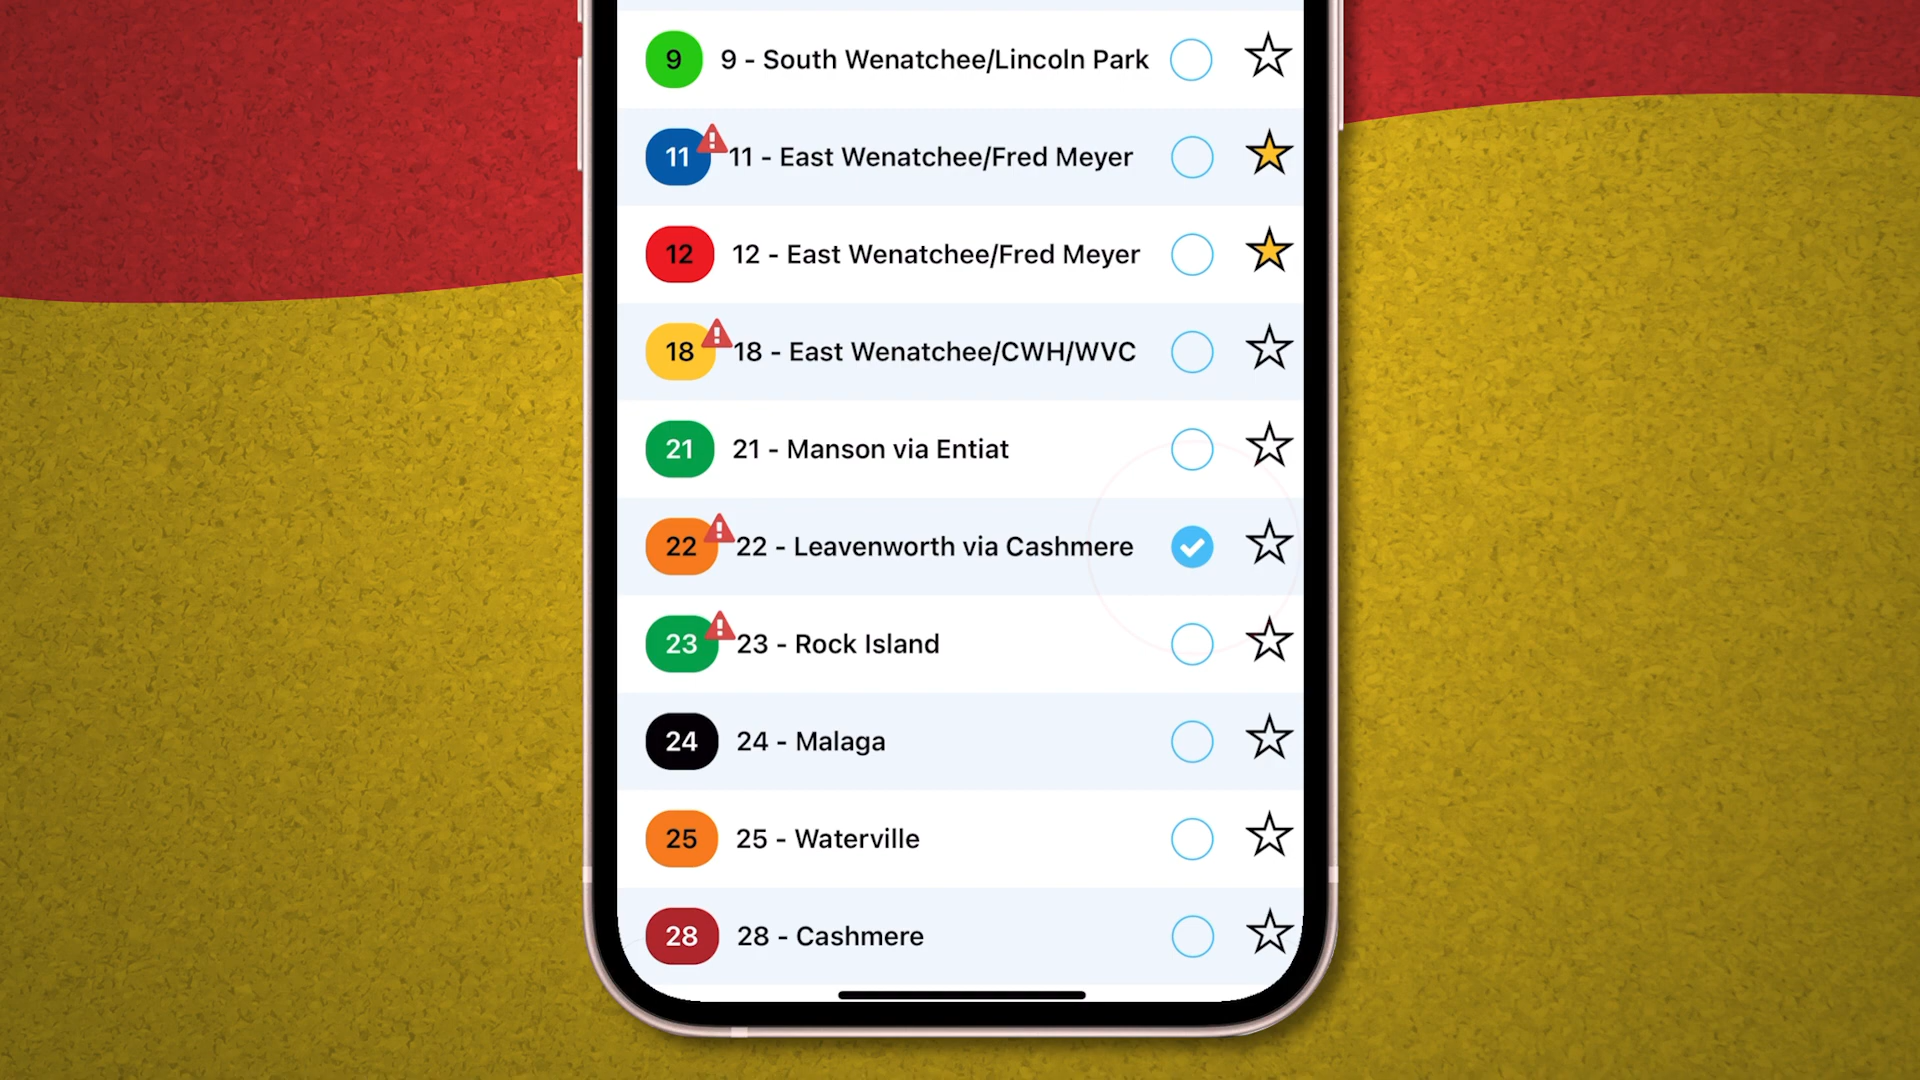 9 9 - South Wenatchee/Lincoln Park
11 11 - East Wenatchee/Fred Meyer
12 12 - East Wenatchee/Fred Meyer
18 18 - East Wenatchee/CWH/WVC
21 21 - Manson via Entiat
22 22 - Leavenworth via Cashmere
23 23 - Rock Island
24 24 - Malaga
25 25 - Waterville
28 28 - Cashmere